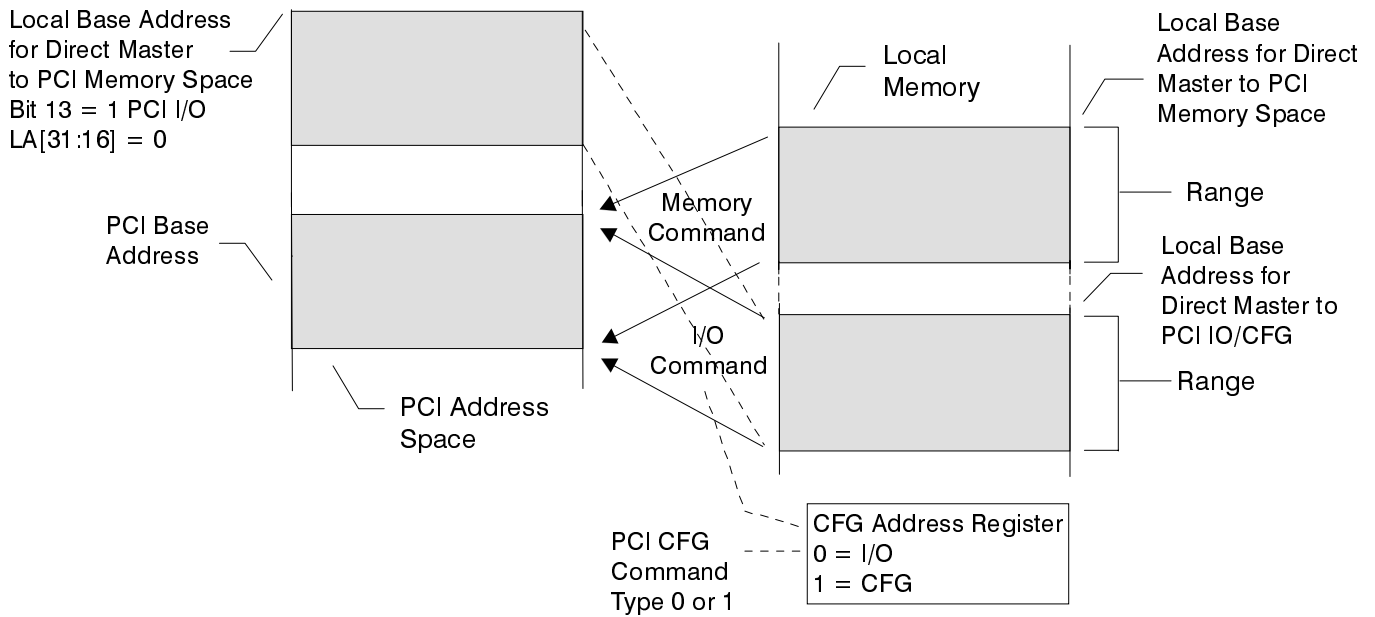 Local Base Address
for Direct Master
to PCI Memory Space
Bit 13 = 1 PCI I/O
LA[31:16] = 0
PCI Base
Address
PCI Address
Space
Local
Memory
Memory
Command
I/O
Command
Local Base
Address for Direct
Master to PCI
Memory Space
Range
Local Base
Address for
Direct Master to
PCI IO/CFG
Range
PCI CFG
Command
Type 0 or 1
CFG Address Register
0 = I/O
1 = CFG